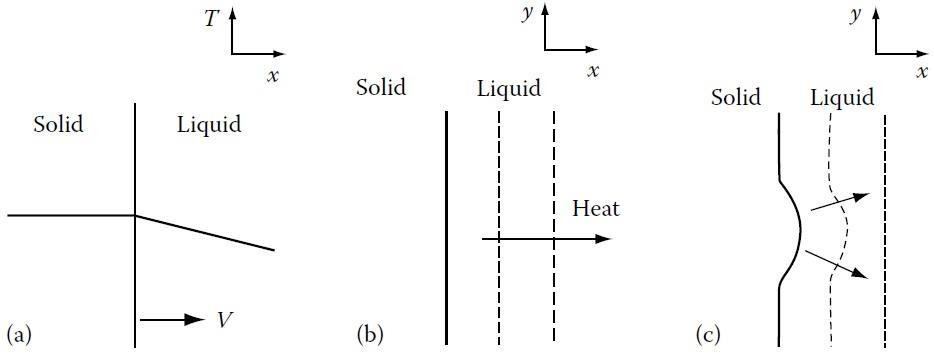 T
x
Solid
Liquid
V
(a)
y
x
Solid
Liquid
Heat
(b)
y
x
Solid
Liquid
(c)